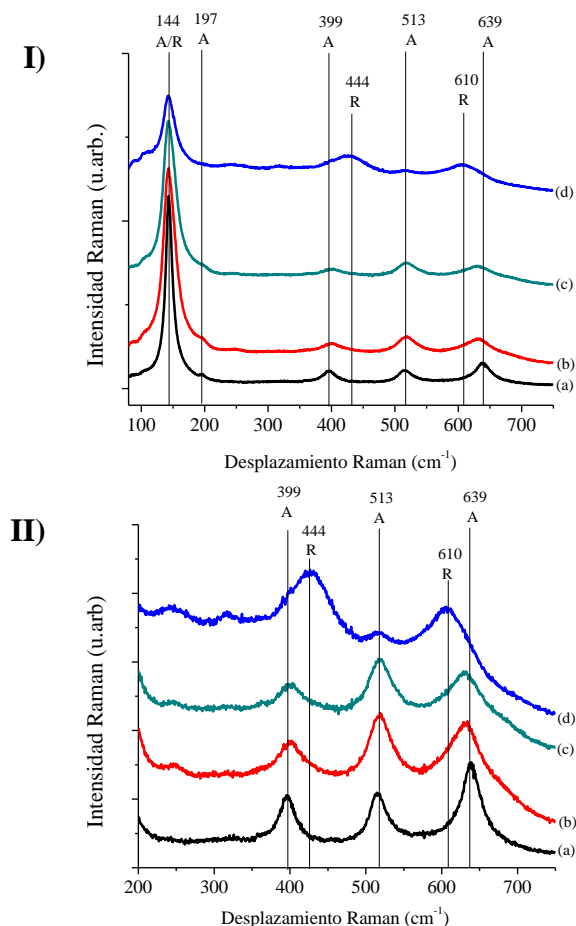 I)
144 197 399 513 639
A/R A A A A
444 610
R R
Intensidad Raman (u.arb.)
(d)
(c)
(b)
(a)
100 200 300 400 500 600 700
Desplazamiento Raman (cm⁻¹)
II)
399 513 639
A A A
444 610
R R
Intensidad Raman (u.arb)
(d)
(c)
(b)
(a)
200 300 400 500 600 700
Desplazamiento Raman (cm⁻¹)